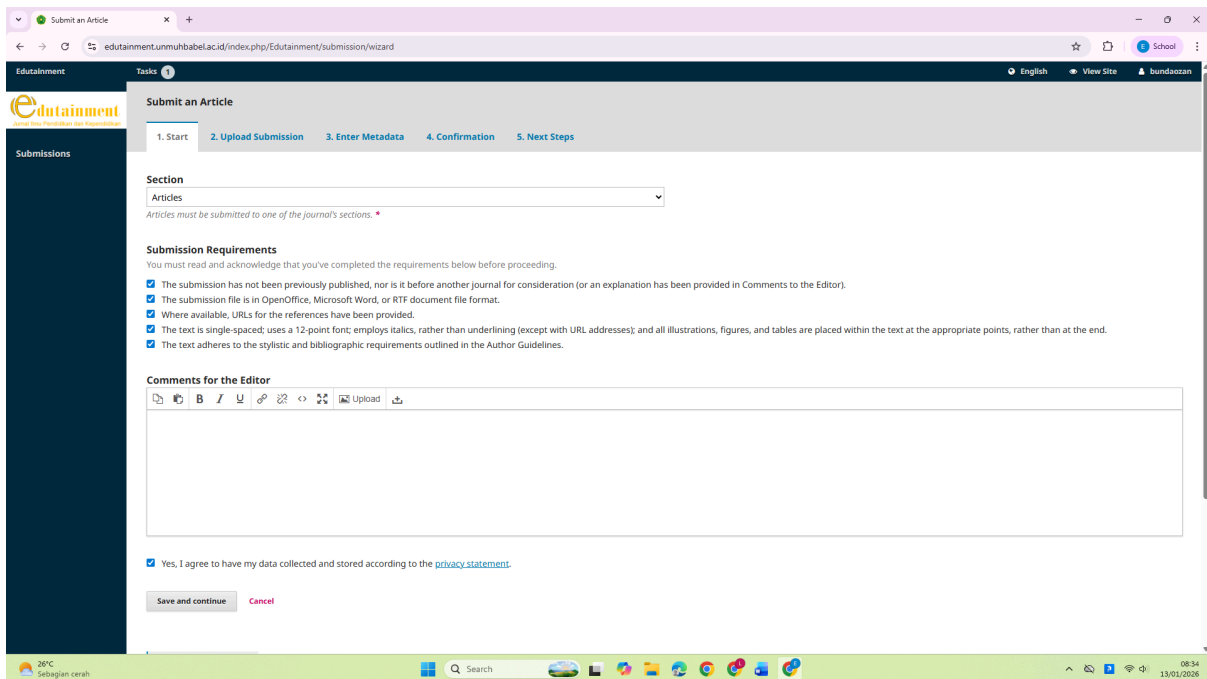 Submit an Article
edutainment.unmuhbabel.ac.id/index.php/Edutainment/submission/wizard
E School
Edutainment
Tasks 1
English
View Site
bundaozan
edutainment
Jurnal Ilmu Pendidikan dan Kependidikan
Submissions
Submit an Article
1. Start 2. Upload Submission 3. Enter Metadata 4. Confirmation 5. Next Steps
Section
Articles
Articles must be submitted to one of the journal's sections. *
Submission Requirements
You must read and acknowledge that you've completed the requirements below before proceeding.
The submission has not been previously published, nor is it before another journal for consideration (or an explanation has been provided in Comments to the Editor).
The submission file is in OpenOffice, Microsoft Word, or RTF document file format.
Where available, URLs for the references have been provided.
The text is single-spaced; uses a 12-point font; employs italics, rather than underlining (except with URL addresses); and all illustrations, figures, and tables are placed within the text at the appropriate points, rather than at the end.
The text adheres to the stylistic and bibliographic requirements outlined in the Author Guidelines.
Comments for the Editor
B I U Upload
Yes, I agree to have my data collected and stored according to the privacy statement.
Save and continue Cancel
26°C
Sebagian cerah
Search
08:34
13/01/2026